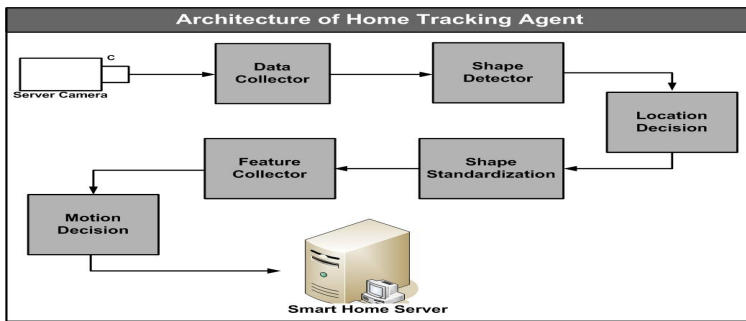 Architecture of Home Tracking Agent
C
Server Camera
Data
Collector
Shape
Detector
Location
Decision
Shape
Standardization
Feature
Collector
Motion
Decision
Smart Home Server